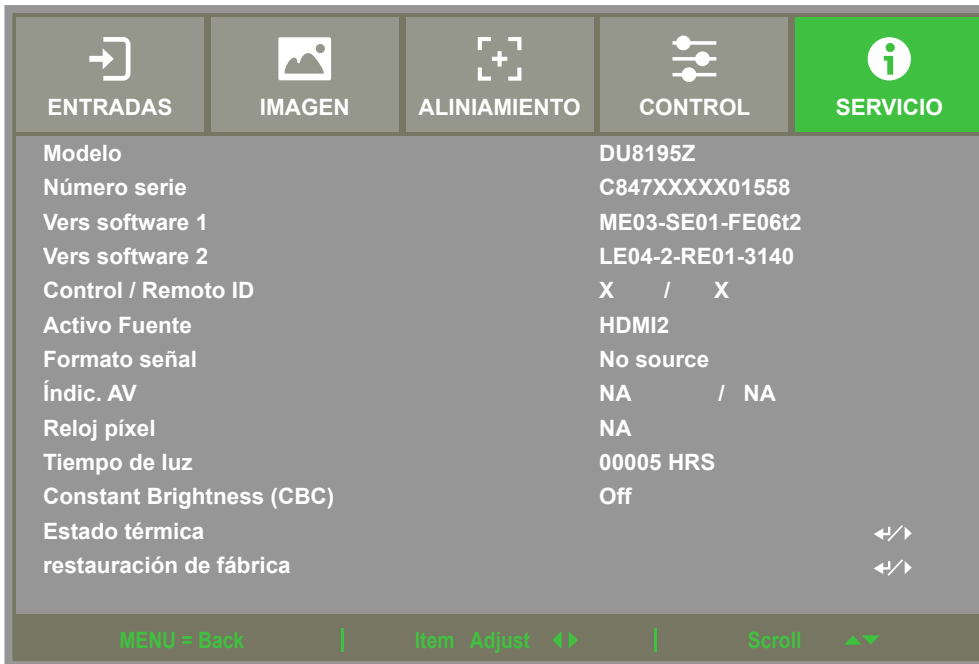 ENTRADAS IMAGEN ALINIAMIENTO CONTROL SERVICIO
Modelo DU8195Z
Número serie C847XXXXX01558
Vers software 1 ME03-SE01-FE06t2
Vers software 2 LE04-2-RE01-3140
Control / Remoto ID X / X
Activo Fuente HDMI2
Formato señal No source
Índic. AV NA / NA
Reloj píxel NA
Tiempo de luz 00005 HRS
Constant Brightness (CBC) Off
Estado térmica
restauración de fábrica
MENU = Back | Item Adjust | Scroll